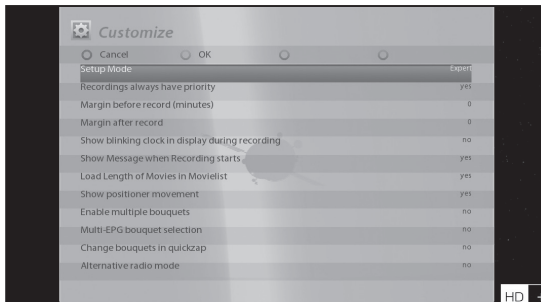 Customize
Cancel OK
Setup Mode Expert
Recordings always have priority yes
Margin before record (minutes) 0
Margin after record 0
Show blinking clock in display during recording no
Show Message when Recording starts yes
Load Length of Movies in Movielist yes
Show positioner movement yes
Enable multiple bouquets no
Multi-EPG bouquet selection no
Change bouquets in quickzap no
Alternative radio mode no
HD